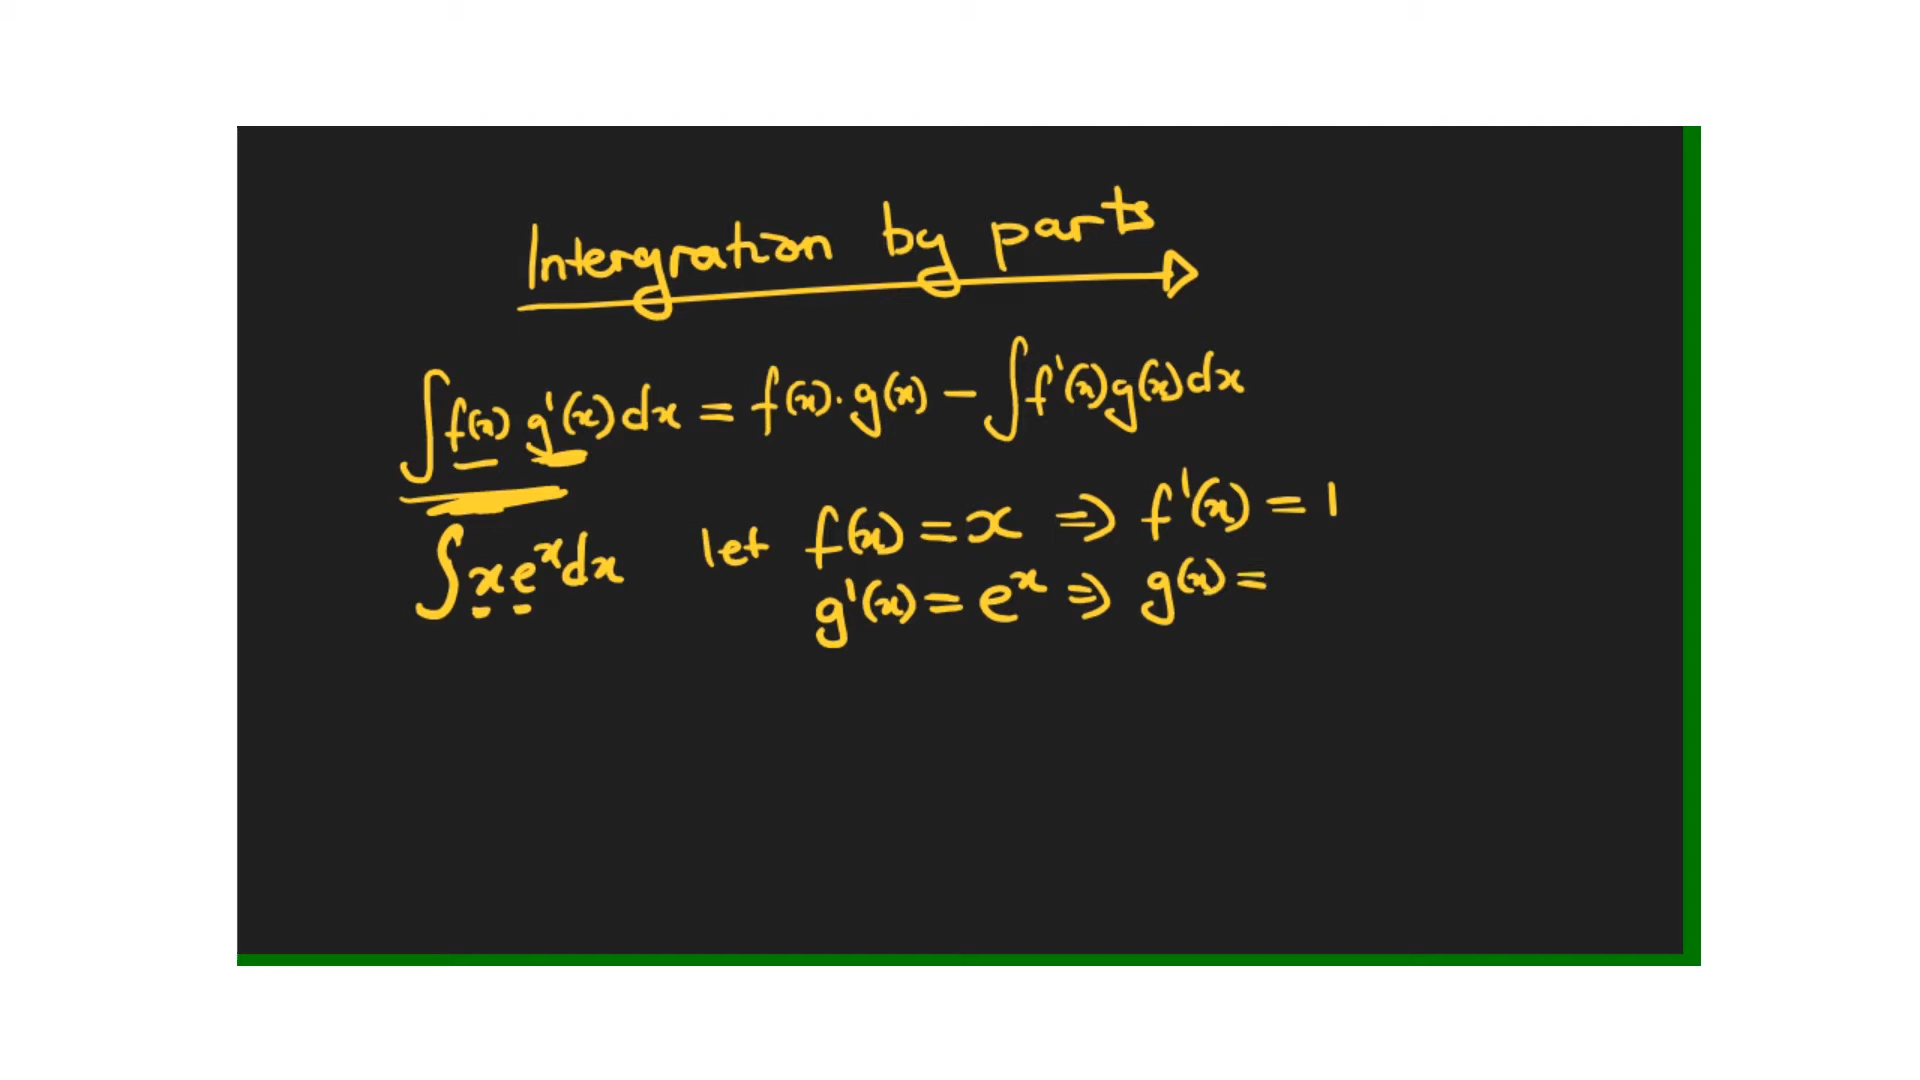 Intergration by parts
∫f(x) g'(x) dx = f(x)·g(x) − ∫f'(x)g(x)dx
∫xe^x dx let f(x) = x ⇒ f'(x) = 1
g'(x) = e^x ⇒ g(x) =